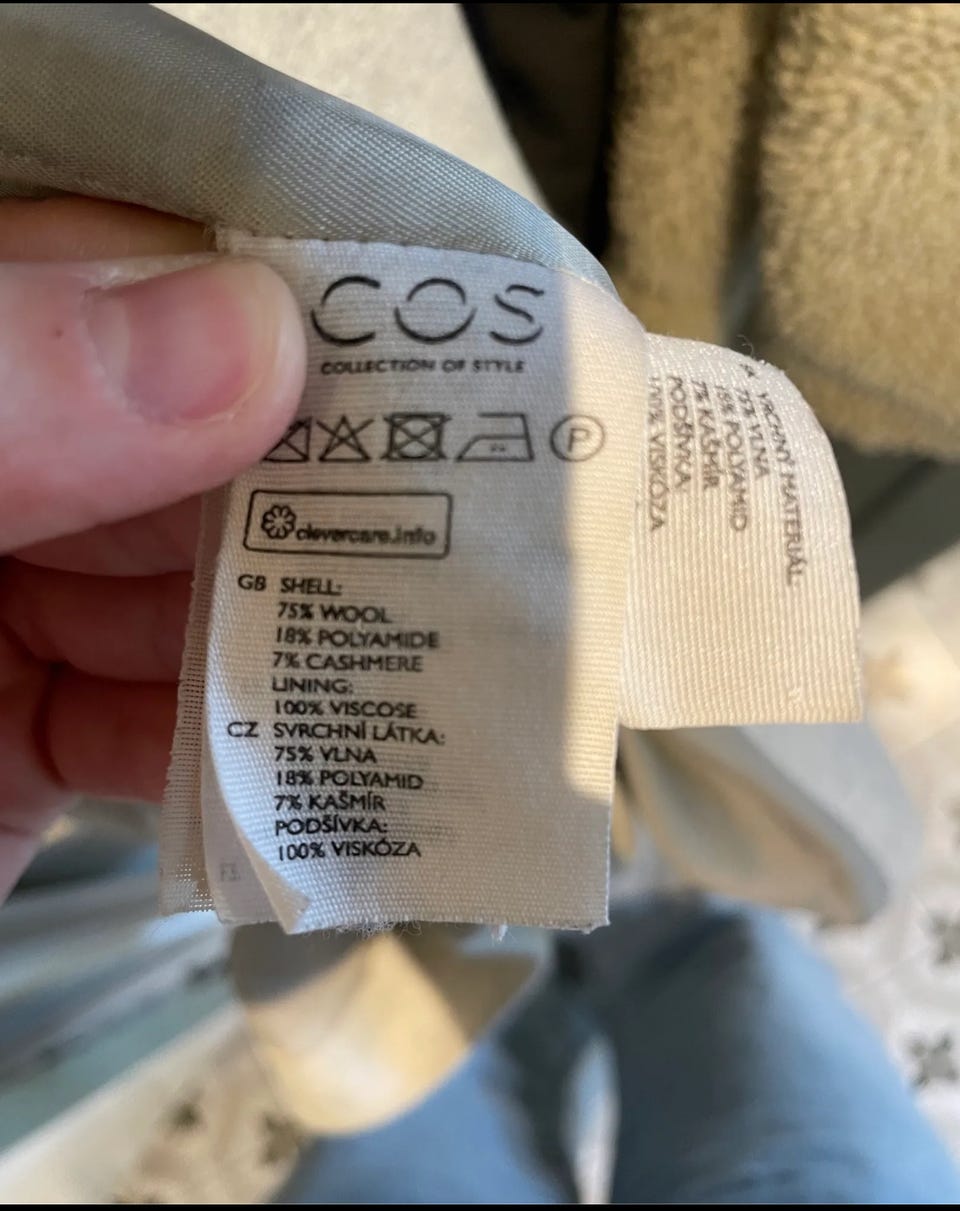 COS
COLLECTION OF STYLE
P
clevercare.info
GB SHELL:
75% WOOL
18% POLYAMIDE
7% CASHMERE
LINING:
100% VISCOSE
CZ SVRCHNÍ LÁTKA:
75% VLNA
18% POLYAMID
7% KAŠMÍR
PODŠÍVKA:
100% VISKÓZA
VRCHNÝ MATERIÁL
75% VLNA
18% POLYAMID
7% KAŠMÍR
PODŠÍVKA
100% VISKÓZA